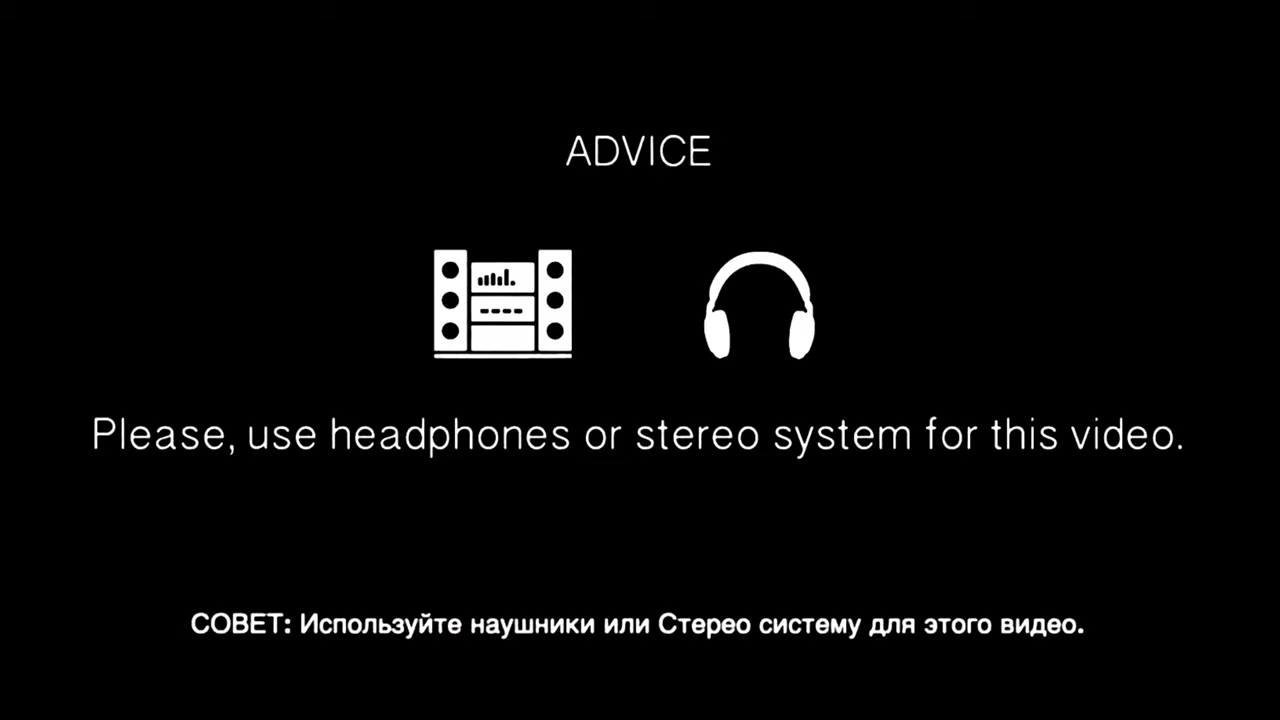 ADVICE
Please, use headphones or stereo system for this video.
СОВЕТ: Используйте наушники или Стерео систему для этого видео.